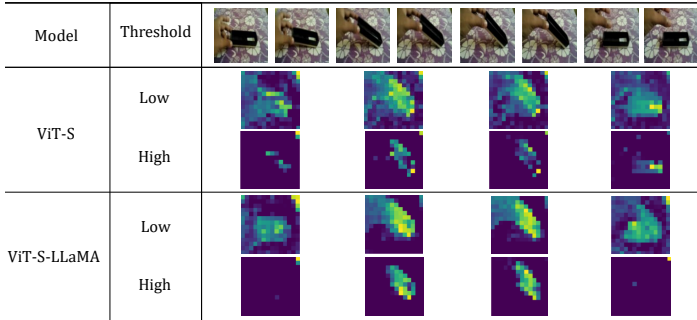 Model Threshold
ViT-S
Low
High
ViT-S-LLaMA
Low
High